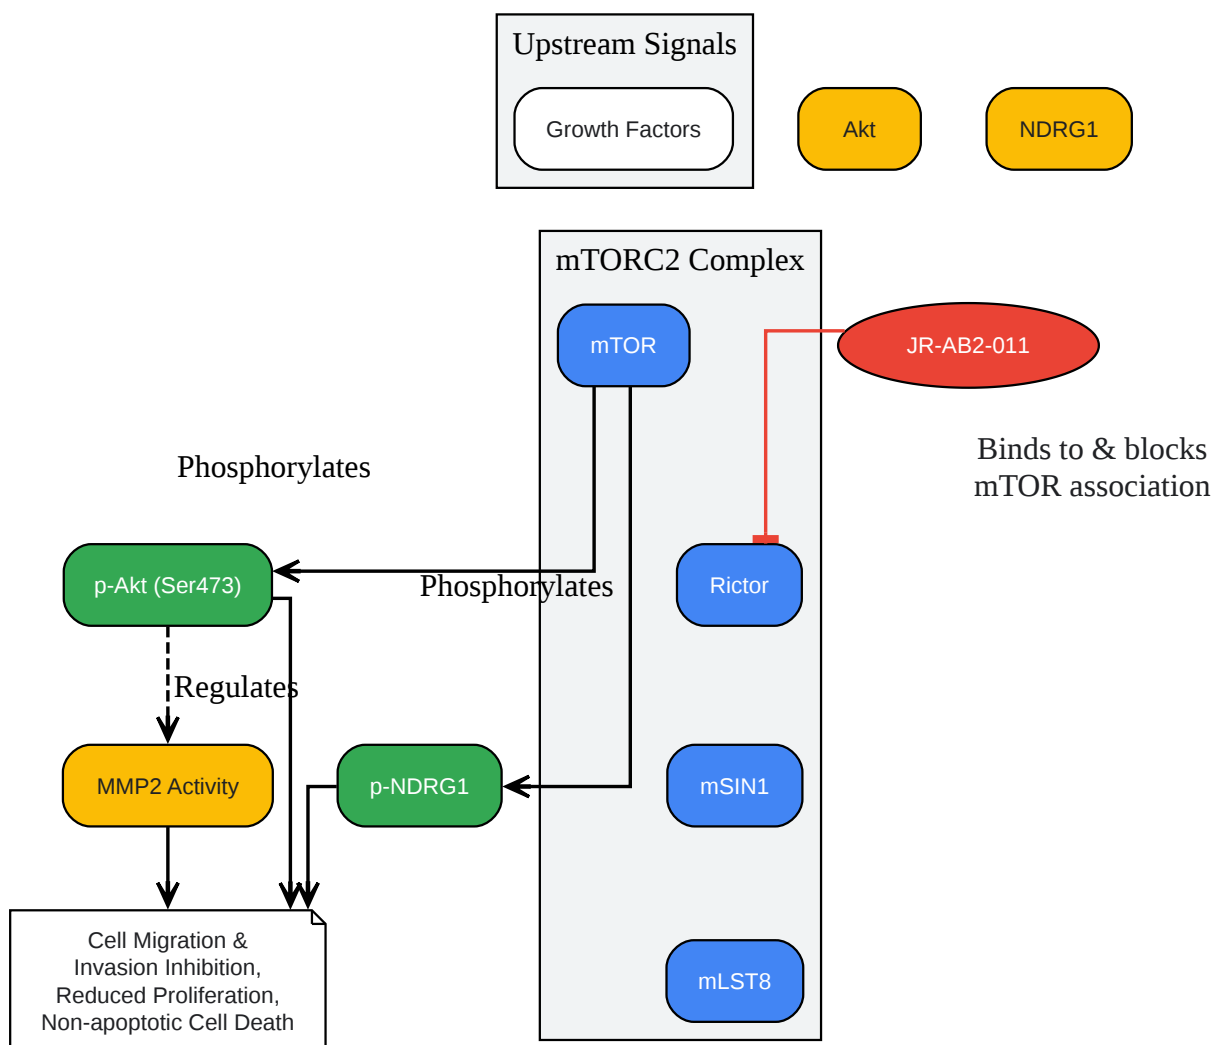 Upstream Signals
Growth Factors
Akt
NDRG1
mTORC2 Complex
mTOR
JR-AB2-011
Binds to & blocks
mTOR association
Phosphorylates
p-Akt (Ser473)
Phosphorylates
Rictor
Regulates
MMP2 Activity
p-NDRG1
mSIN1
Cell Migration &
Invasion Inhibition,
Reduced Proliferation,
Non-apoptotic Cell Death
mLST8